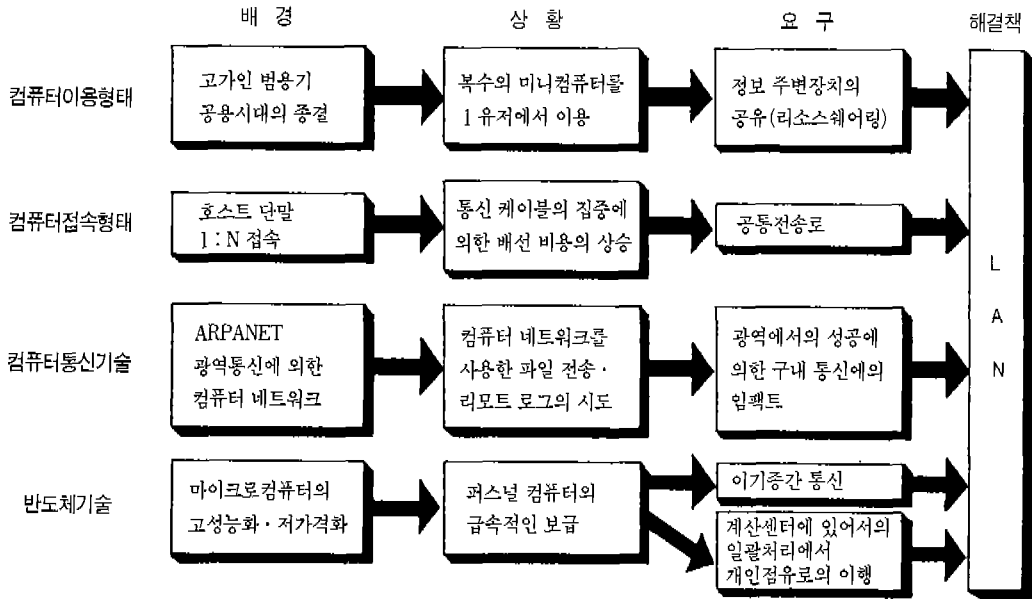 배 경
상 황
요 구
해결책
컴퓨터이용형태
고가인 범용기
공용시대의 종결
복수의 미니컴퓨터를
1 유저에서 이용
정보 주변장치의
공유(리소스쉐어링)
컴퓨터접속형태
호스트 단말
1 : N 접속
통신 케이블의 집중에
의한 배선 비용의 상승
공통전송로
컴퓨터통신기술
ARPANET
광역통신에 의한
컴퓨터 네트워크
컴퓨터 네트워크를
사용한 파일 전송 ·
리모트 로그의 시도
광역에서의 성공에
의한 구내 통신에의
임팩트
반도체기술
마이크로컴퓨터의
고성능화 · 저가격화
퍼스널 컴퓨터의
급속적인 보급
이기종간 통신
계산센터에 있어서의
일괄처리에서
개인점유로의 이행
L A N